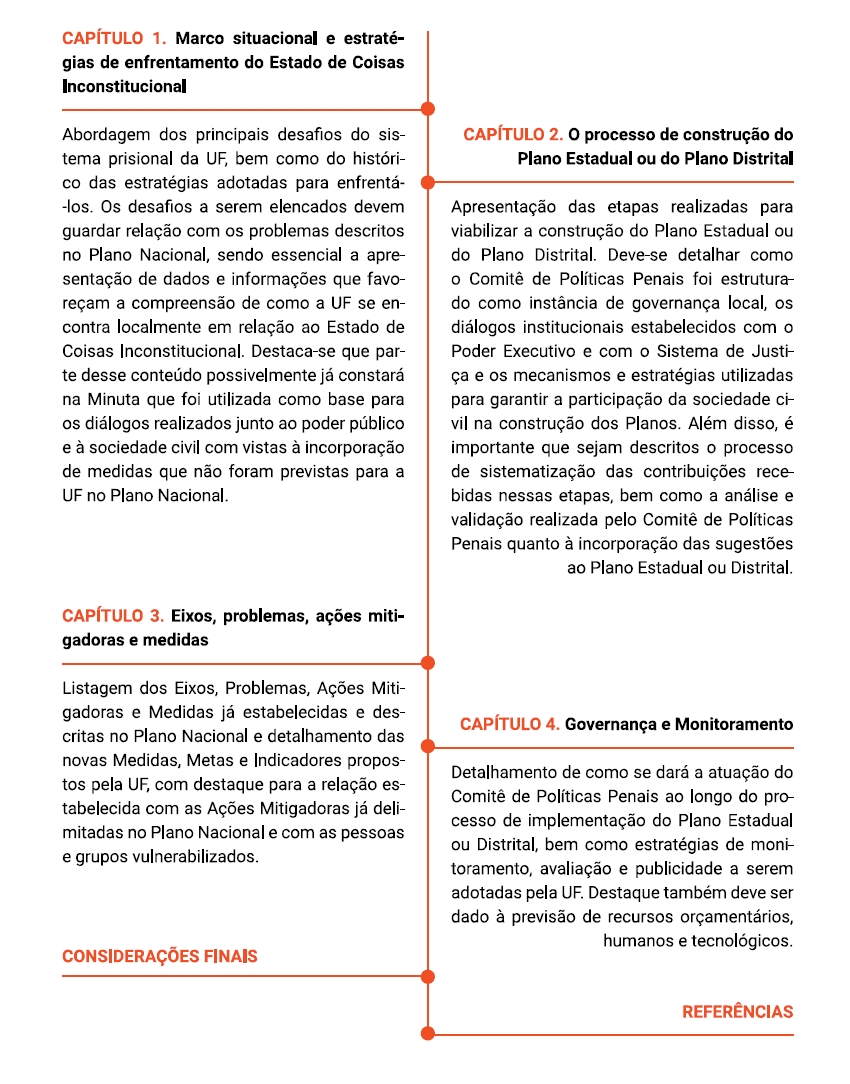 CAPÍTULO 1. Marco situacional e estraté-
gias de enfrentamento do Estado de Coisas
Inconstitucional
Abordagem dos principais desafios do sis-
tema prisional da UF, bem como do históri-
co das estratégias adotadas para enfrentá-
-los. Os desafios a serem elencados devem
guardar relação com os problemas descritos
no Plano Nacional, sendo essencial a apre-
sentação de dados e informações que favo-
reçam a compreensão de como a UF se en-
contra localmente em relação ao Estado de
Coisas Inconstitucional. Destaca-se que par-
te desse conteúdo possivelmente já constará
na Minuta que foi utilizada como base para
os diálogos realizados junto ao poder público
e à sociedade civil com vistas à incorporação
de medidas que não foram previstas para a
UF no Plano Nacional.
CAPÍTULO 2. O processo de construção do
Plano Estadual ou do Plano Distrital
Apresentação das etapas realizadas para
viabilizar a construção do Plano Estadual ou
do Plano Distrital. Deve-se detalhar como
o Comitê de Políticas Penais foi estrutura-
do como instância de governança local, os
diálogos institucionais estabelecidos com o
Poder Executivo e com o Sistema de Justi-
ça e os mecanismos e estratégias utilizadas
para garantir a participação da sociedade ci-
vil na construção dos Planos. Além disso, é
importante que sejam descritos o processo
de sistematização das contribuições rece-
bidas nessas etapas, bem como a análise e
validação realizada pelo Comitê de Políticas
Penais quanto à incorporação das sugestões
ao Plano Estadual ou Distrital.
CAPÍTULO 3. Eixos, problemas, ações miti-
gadoras e medidas
Listagem dos Eixos, Problemas, Ações Miti-
gadoras e Medidas já estabelecidas e des-
critas no Plano Nacional e detalhamento das
novas Medidas, Metas e Indicadores propos-
tos pela UF, com destaque para a relação es-
tabelecida com as Ações Mitigadoras já deli-
mitadas no Plano Nacional e com as pessoas
e grupos vulnerabilizados.
CAPÍTULO 4. Governança e Monitoramento
Detalhamento de como se dará a atuação do
Comitê de Políticas Penais ao longo do pro-
cesso de implementação do Plano Estadual
ou Distrital, bem como estratégias de moni-
toramento, avaliação e publicidade a serem
adotadas pela UF. Destaque também deve ser
dado à previsão de recursos orçamentários,
humanos e tecnológicos.
CONSIDERAÇÕES FINAIS
REFERÊNCIAS